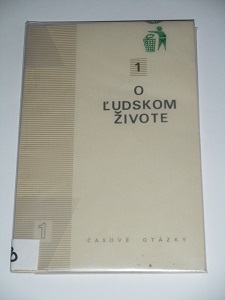 1
O
ĽUDSKOM
ŽIVOTE
1
ČASOVÉ OTÁZKY